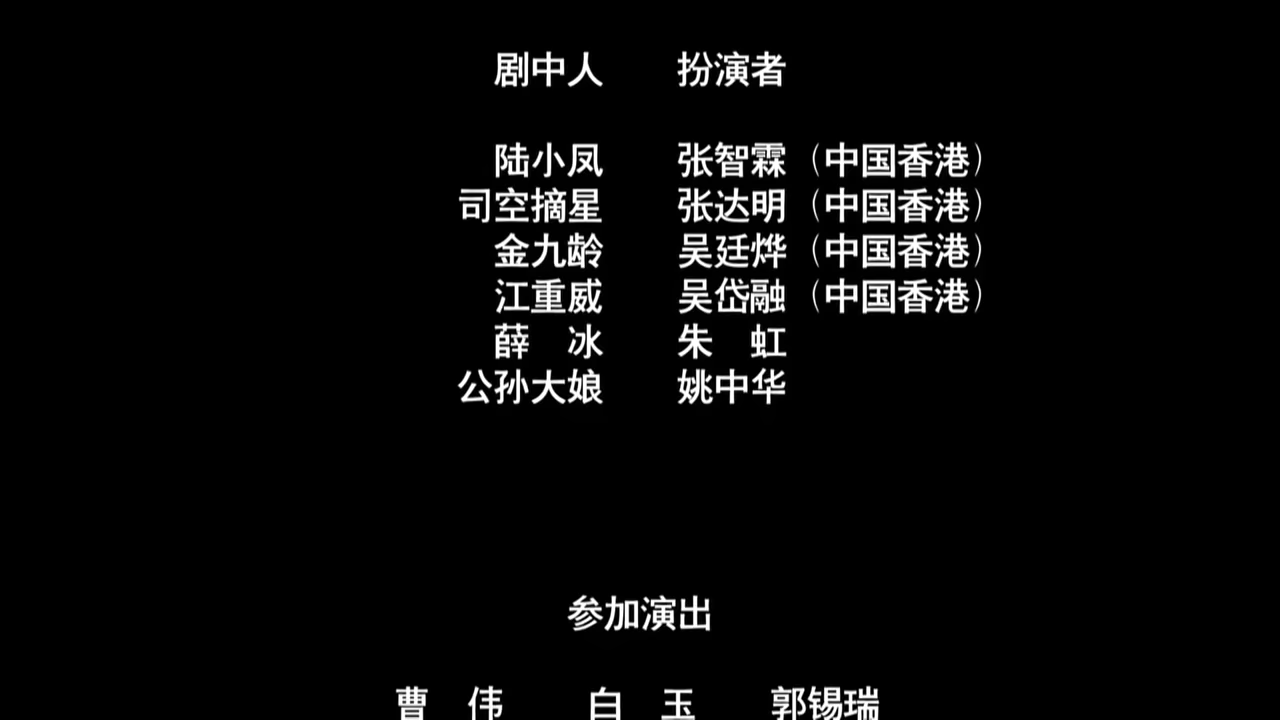 剧中人 扮演者
陆小凤 张智霖（中国香港）
司空摘星 张达明（中国香港）
金九龄 吴廷烨（中国香港）
江重威 吴岱融（中国香港）
薛 冰 朱 虹
公孙大娘 姚中华
参加演出
曹 伟 白 玉 郭锡瑞